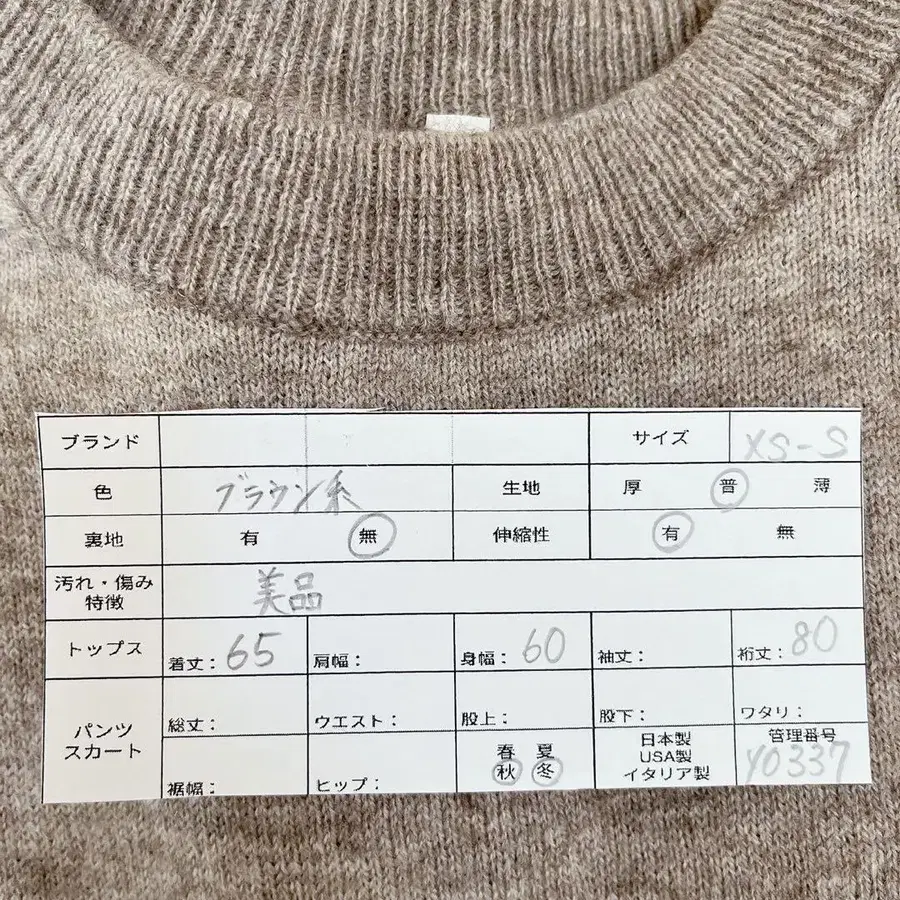 ブランド サイズ XS-S
色 ブラウン系 生地 厚 普 薄
裏地 有 無 伸縮性 有 無
汚れ・傷み
特徴 美品
トップス 着丈：65 肩幅： 身幅：60 袖丈： 裄丈：80
パンツ
スカート
総丈： ウエスト： 股上： 股下： ワタリ：
裾幅： ヒップ：
春 夏
秋 冬
日本製
USA製
イタリア製
管理番号
Y0337